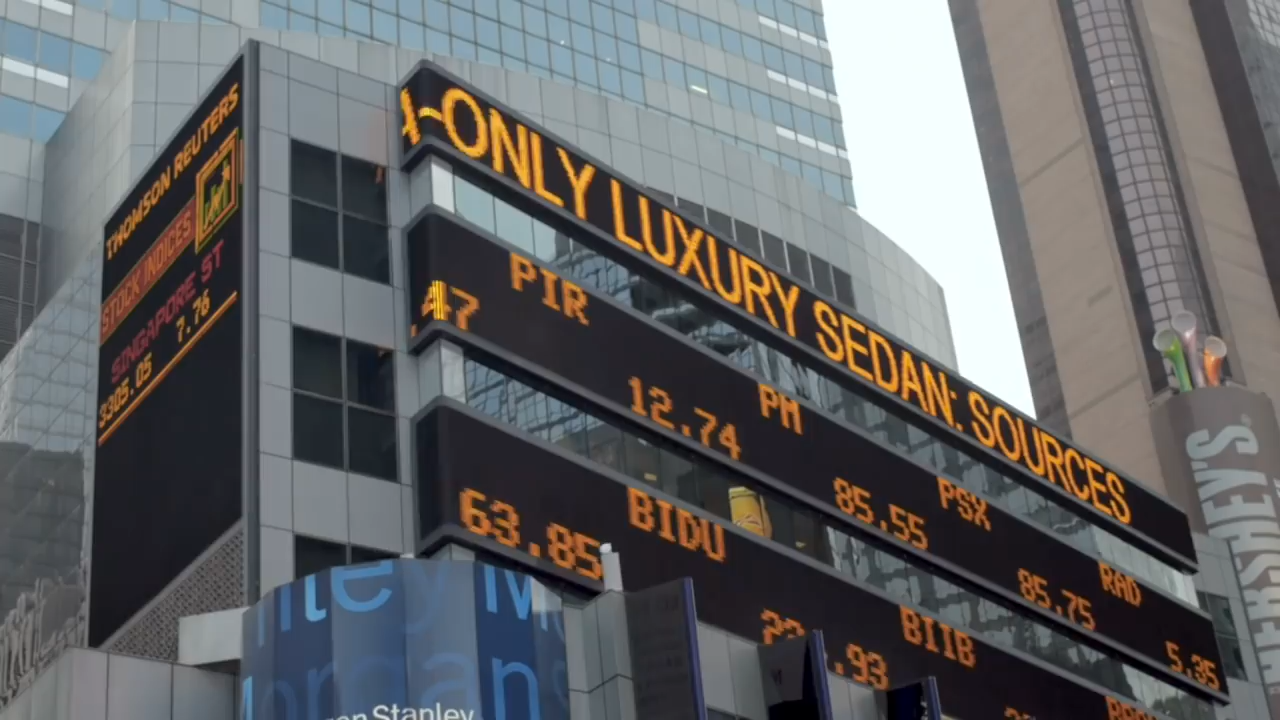 THOMSON REUTERS
STOCK INDICES
SINGAPORE ST
3305.05 7.76
-ONLY LUXURY SEDAN: SOURCES
.47 PIR 12.74 PM 85.55 PSX 85.75 RAD 5.35
63.85 BIDU .93 BIIB
Stanley
HERSHEY'S